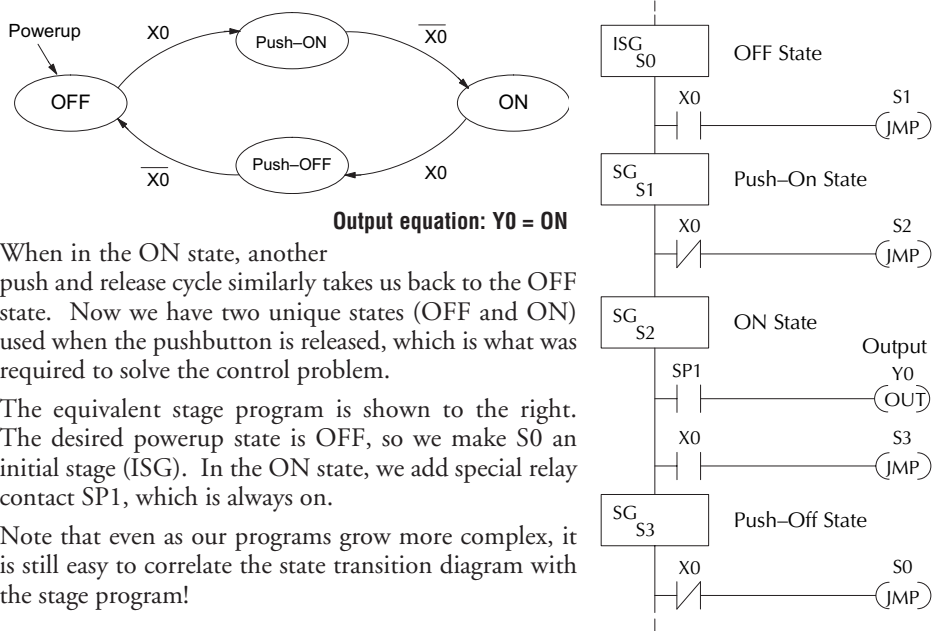 Powerup
X0
Push–ON
X0
OFF
ON
Push–OFF
X0
X0
Output equation: Y0 = ON
When in the ON state, another
push and release cycle similarly takes us back to the OFF
state. Now we have two unique states (OFF and ON)
used when the pushbutton is released, which is what was
required to solve the control problem.
The equivalent stage program is shown to the right.
The desired powerup state is OFF, so we make S0 an
initial stage (ISG). In the ON state, we add special relay
contact SP1, which is always on.
Note that even as our programs grow more complex, it
is still easy to correlate the state transition diagram with
the stage program!
ISG
S0
OFF State
X0
S1
JMP
SG
S1
Push–On State
X0
S2
JMP
SG
S2
ON State
Output
SP1
Y0
OUT
X0
S3
JMP
SG
S3
Push–Off State
X0
S0
JMP